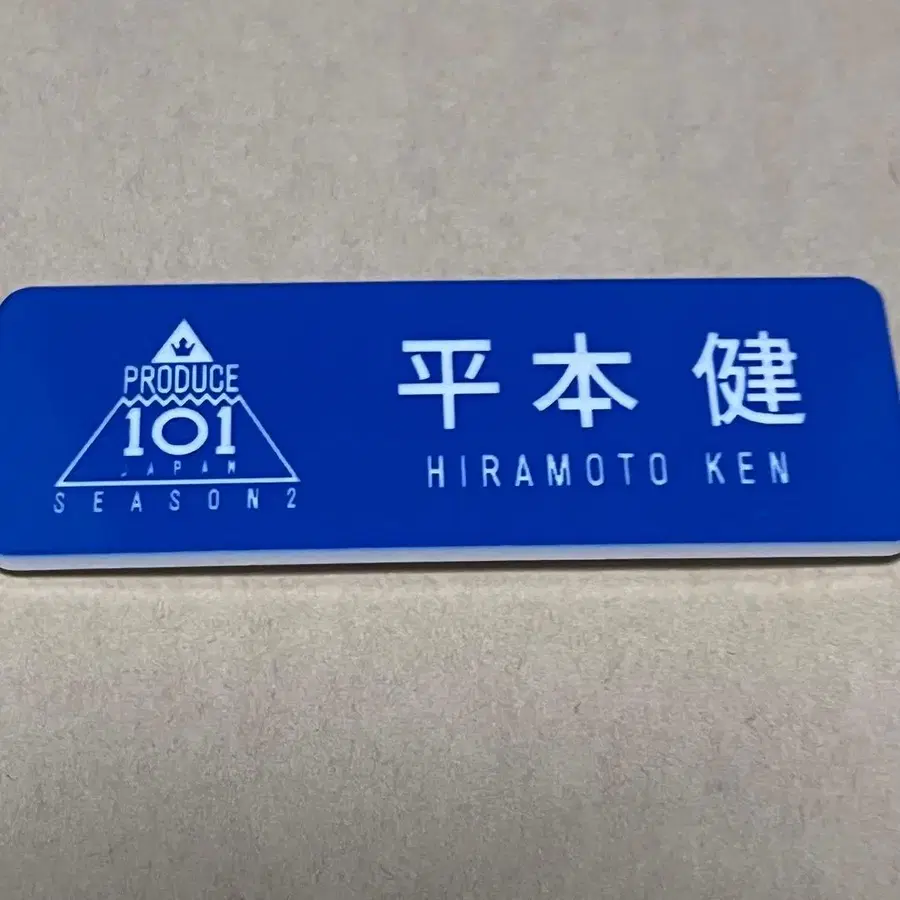 PRODUCE
101
JAPAN
SEASON2
平本健
HIRAMOTO KEN